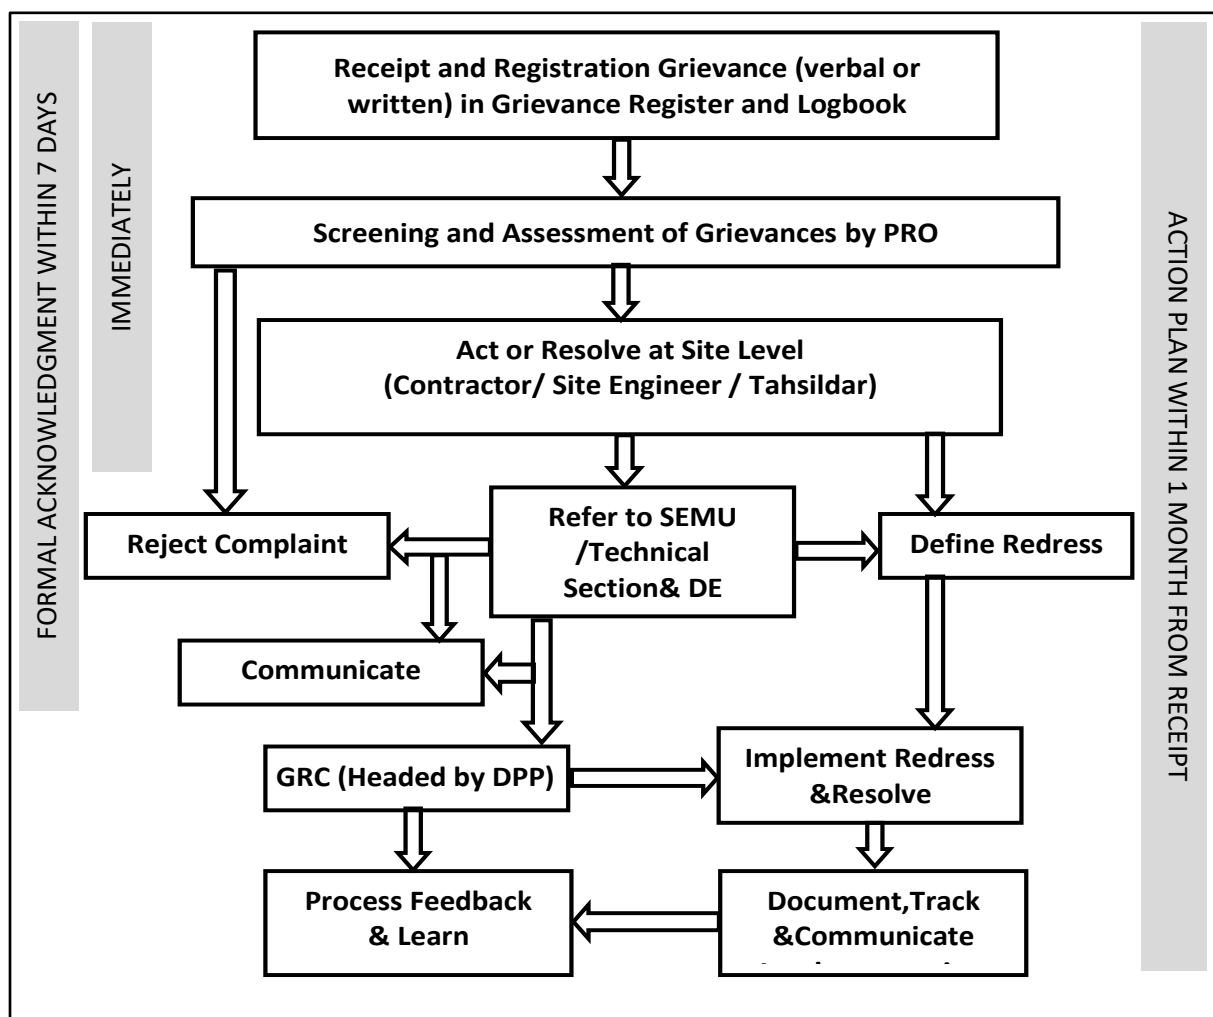 FORMAL ACKNOWLEDGMENT WITHIN 7 DAYS
IMMEDIATELY
Receipt and Registration Grievance (verbal or
written) in Grievance Register and Logbook
Screening and Assessment of Grievances by PRO
Act or Resolve at Site Level
(Contractor/ Site Engineer / Tahsildar)
Reject Complaint
Refer to SEMU
/Technical
Section& DE
Define Redress
Communicate
GRC (Headed by DPP)
Implement Redress
&Resolve
Process Feedback
& Learn
Document,Track
&Communicate
ACTION PLAN WITHIN 1 MONTH FROM RECEIPT